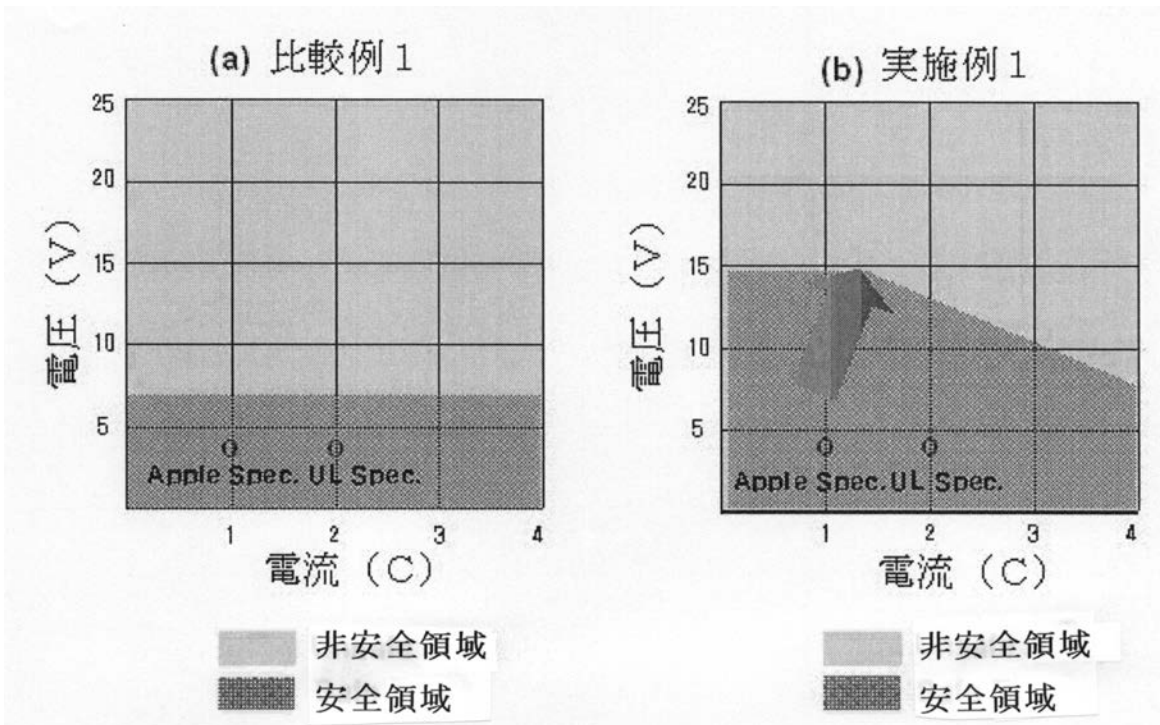 (a) 比較例１
25
20
15
10
5
電圧（V）
Apple Spec. UL Spec.
1 2 3 4
電流（C）
非安全領域
安全領域
(b) 実施例１
25
20
15
10
5
電圧（V）
Apple Spec. UL Spec.
1 2 3 4
電流（C）
非安全領域
安全領域